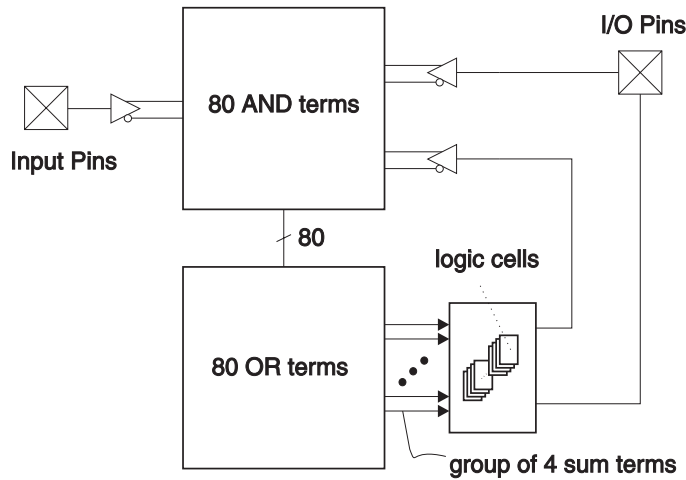 I/O Pins
80 AND terms
Input Pins
80
logic cells
80 OR terms
group of 4 sum terms